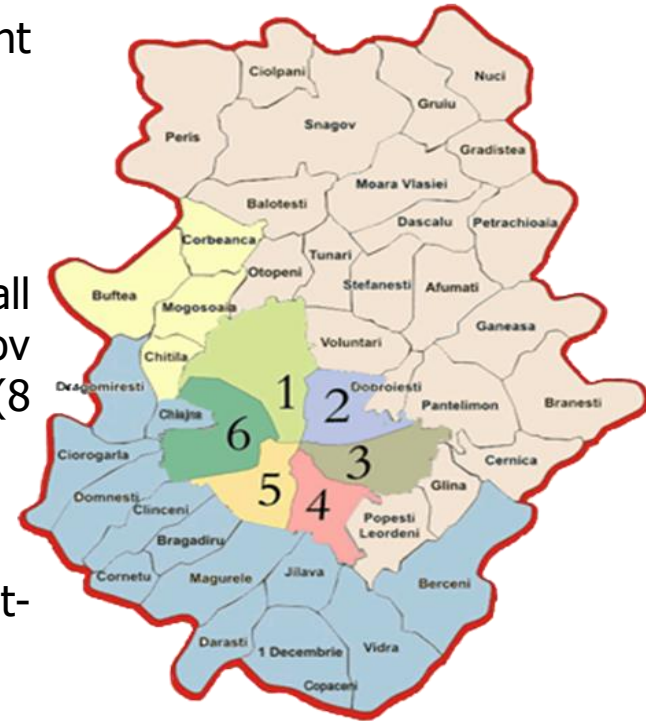 nt
all
ov
(8
t-
Ciolpani
Nuci
Gruiu
Snagov
Peris
Gradistea
Moara Vlasiei
Balotesti
Dascalu
Petrachioaia
Corbeanca
Tunari
Otopeni
Stefanesti
Afumati
Buftea
Mogosoaia
Ganeasa
Voluntari
Chitila
Dragomiresti
Dobroiesti
1
2
Pantelimon
Branesti
Chiajna
6
3
Ciorogarla
Cernica
Glina
5
4
Domnesti
Clinceni
Popesti
Leordeni
Bragadiru
Cornetu
Magurele
Jilava
Berceni
Darasti
1 Decembrie
Vidra
Copaceni